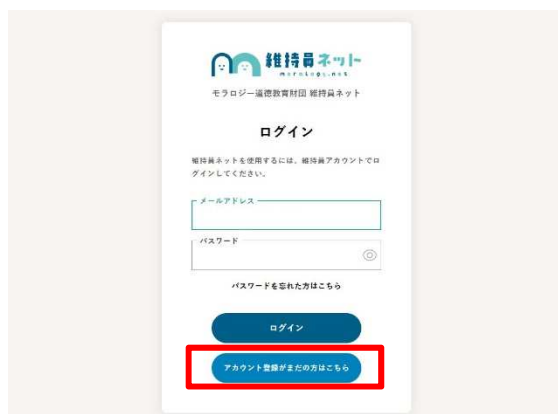 維持員ネット
moralogy.net
モラロジー道徳教育財団 維持員ネット
ログイン
維持員ネットを使用するには、維持員アカウントでロ
グインしてください。
メールアドレス
パスワード
パスワードを忘れた方はこちら
ログイン
アカウント登録がまだの方はこちら